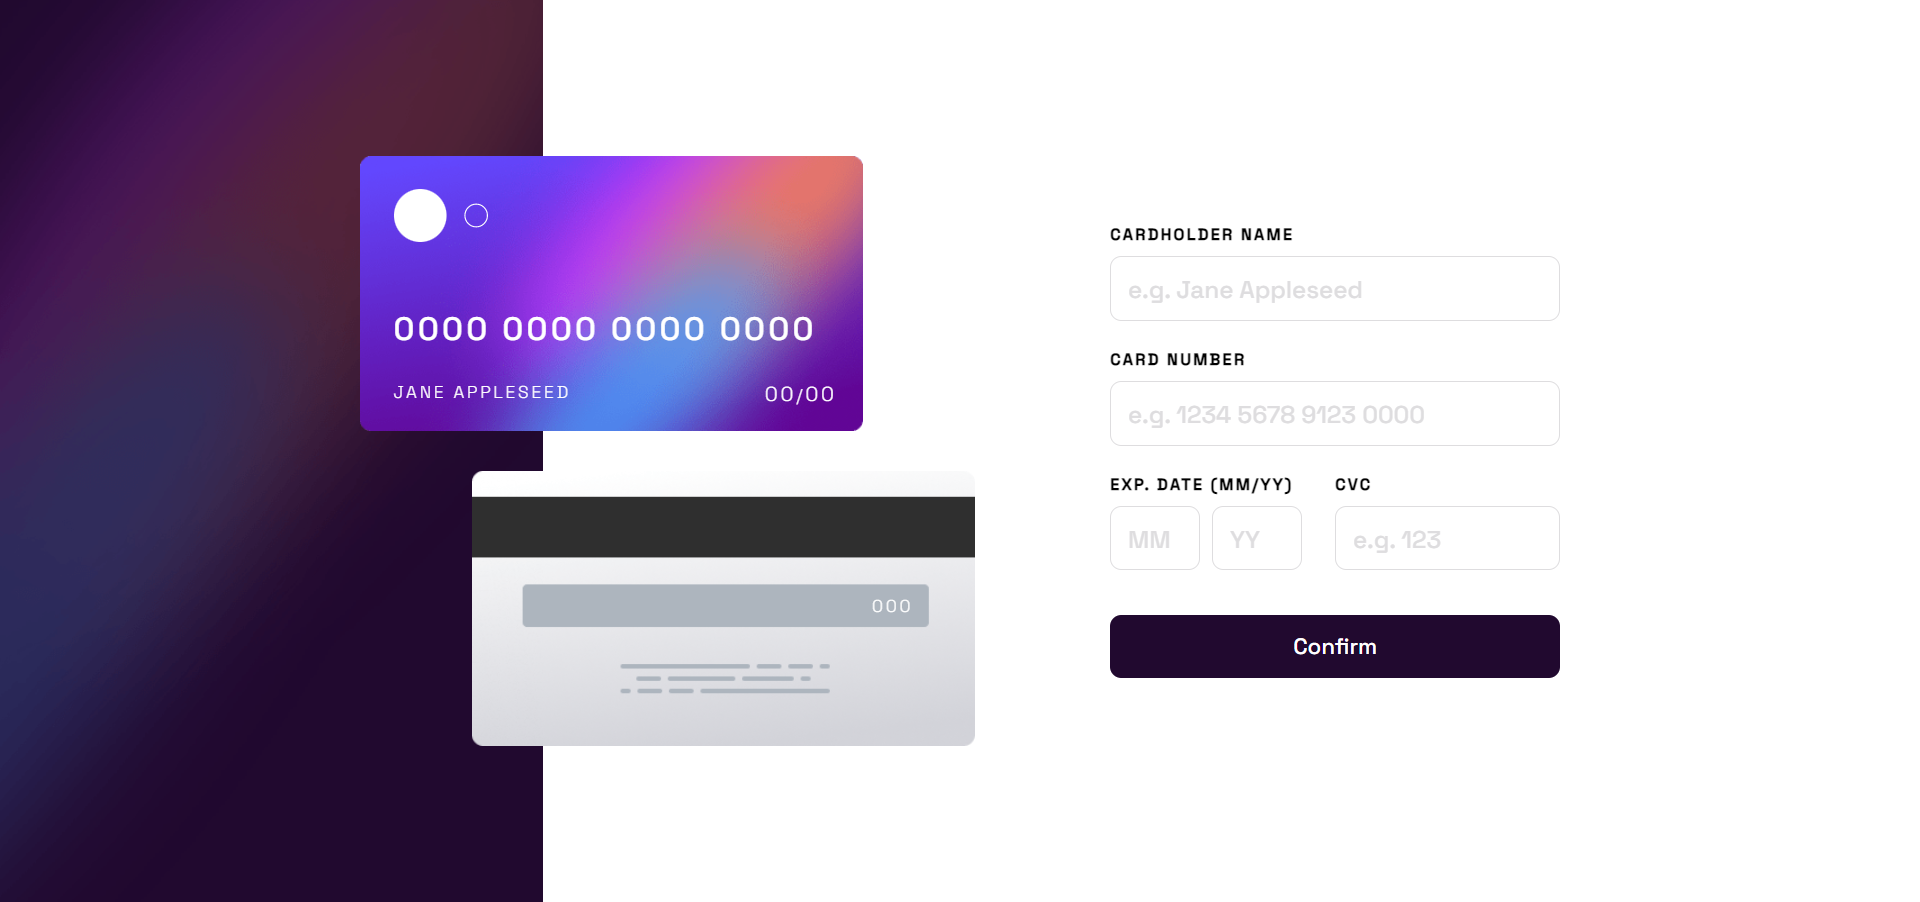 0000 0000 0000 0000
JANE APPLESEED
00/00
000
CARDHOLDER NAME
e.g. Jane Appleseed
CARD NUMBER
e.g. 1234 5678 9123 0000
EXP. DATE (MM/YY)
CVC
MM
YY
e.g. 123
Confirm